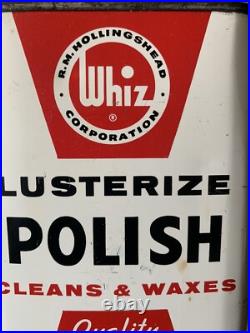 R.M. HOLLINGSHEAD
Whiz
®
CORPORATION
LUSTERIZE
POLISH
CLEANS & WAXES
Quality